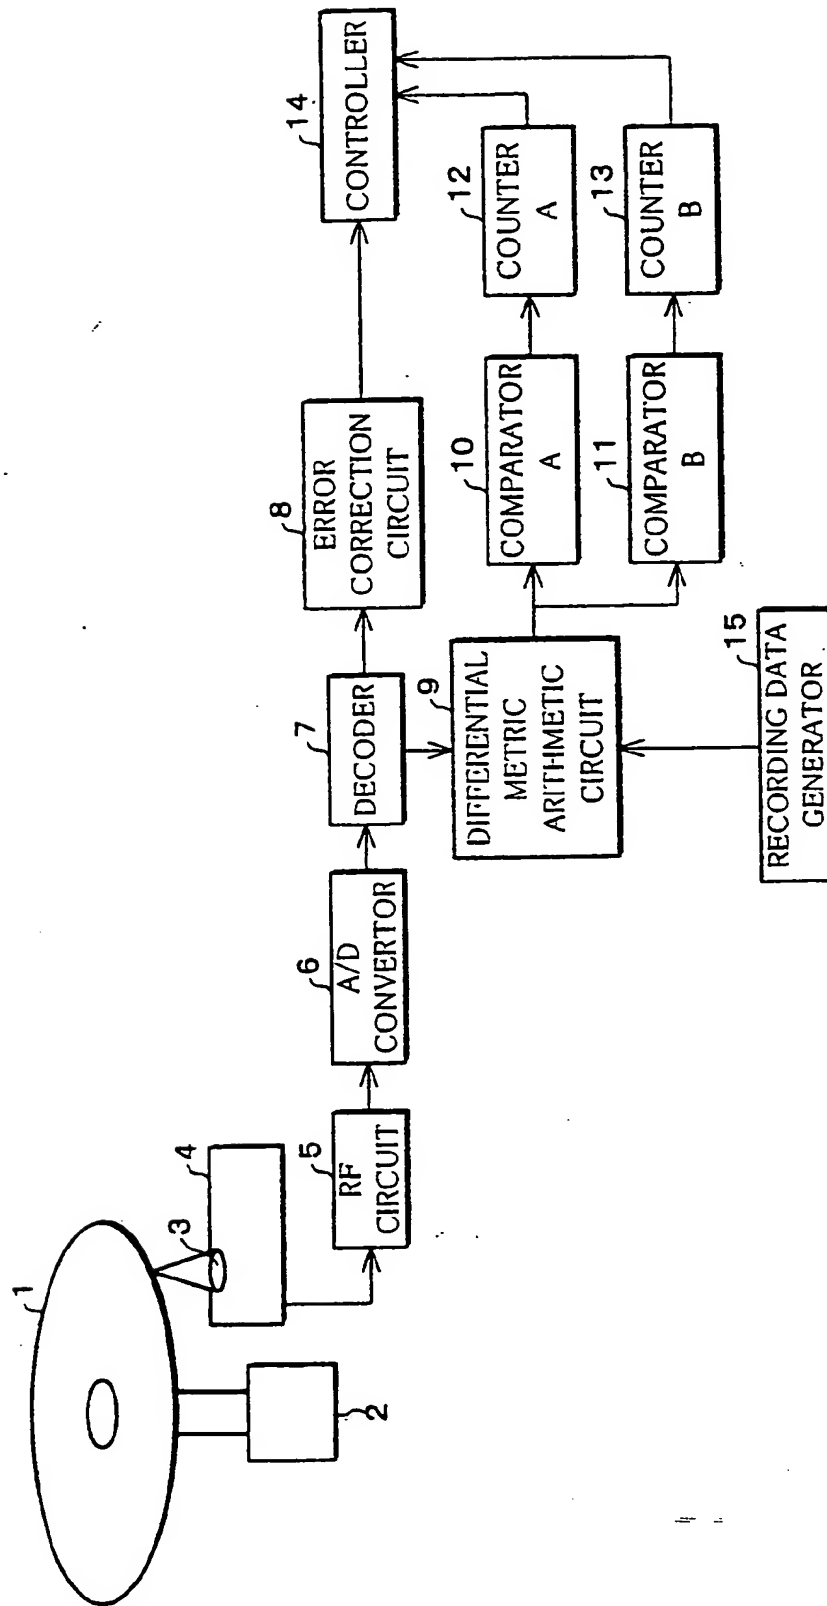 1
2
3
4
5
RF
CIRCUIT
6
A/D
CONVERTOR
7
DECODER
8
ERROR
CORRECTION
CIRCUIT
14
CONTROLLER
9
DIFFERENTIAL
METRIC
ARITHMETIC
CIRCUIT
10
COMPARATOR
A
12
COUNTER
A
11
COMPARATOR
B
13
COUNTER
B
15
RECORDING DATA
GENERATOR